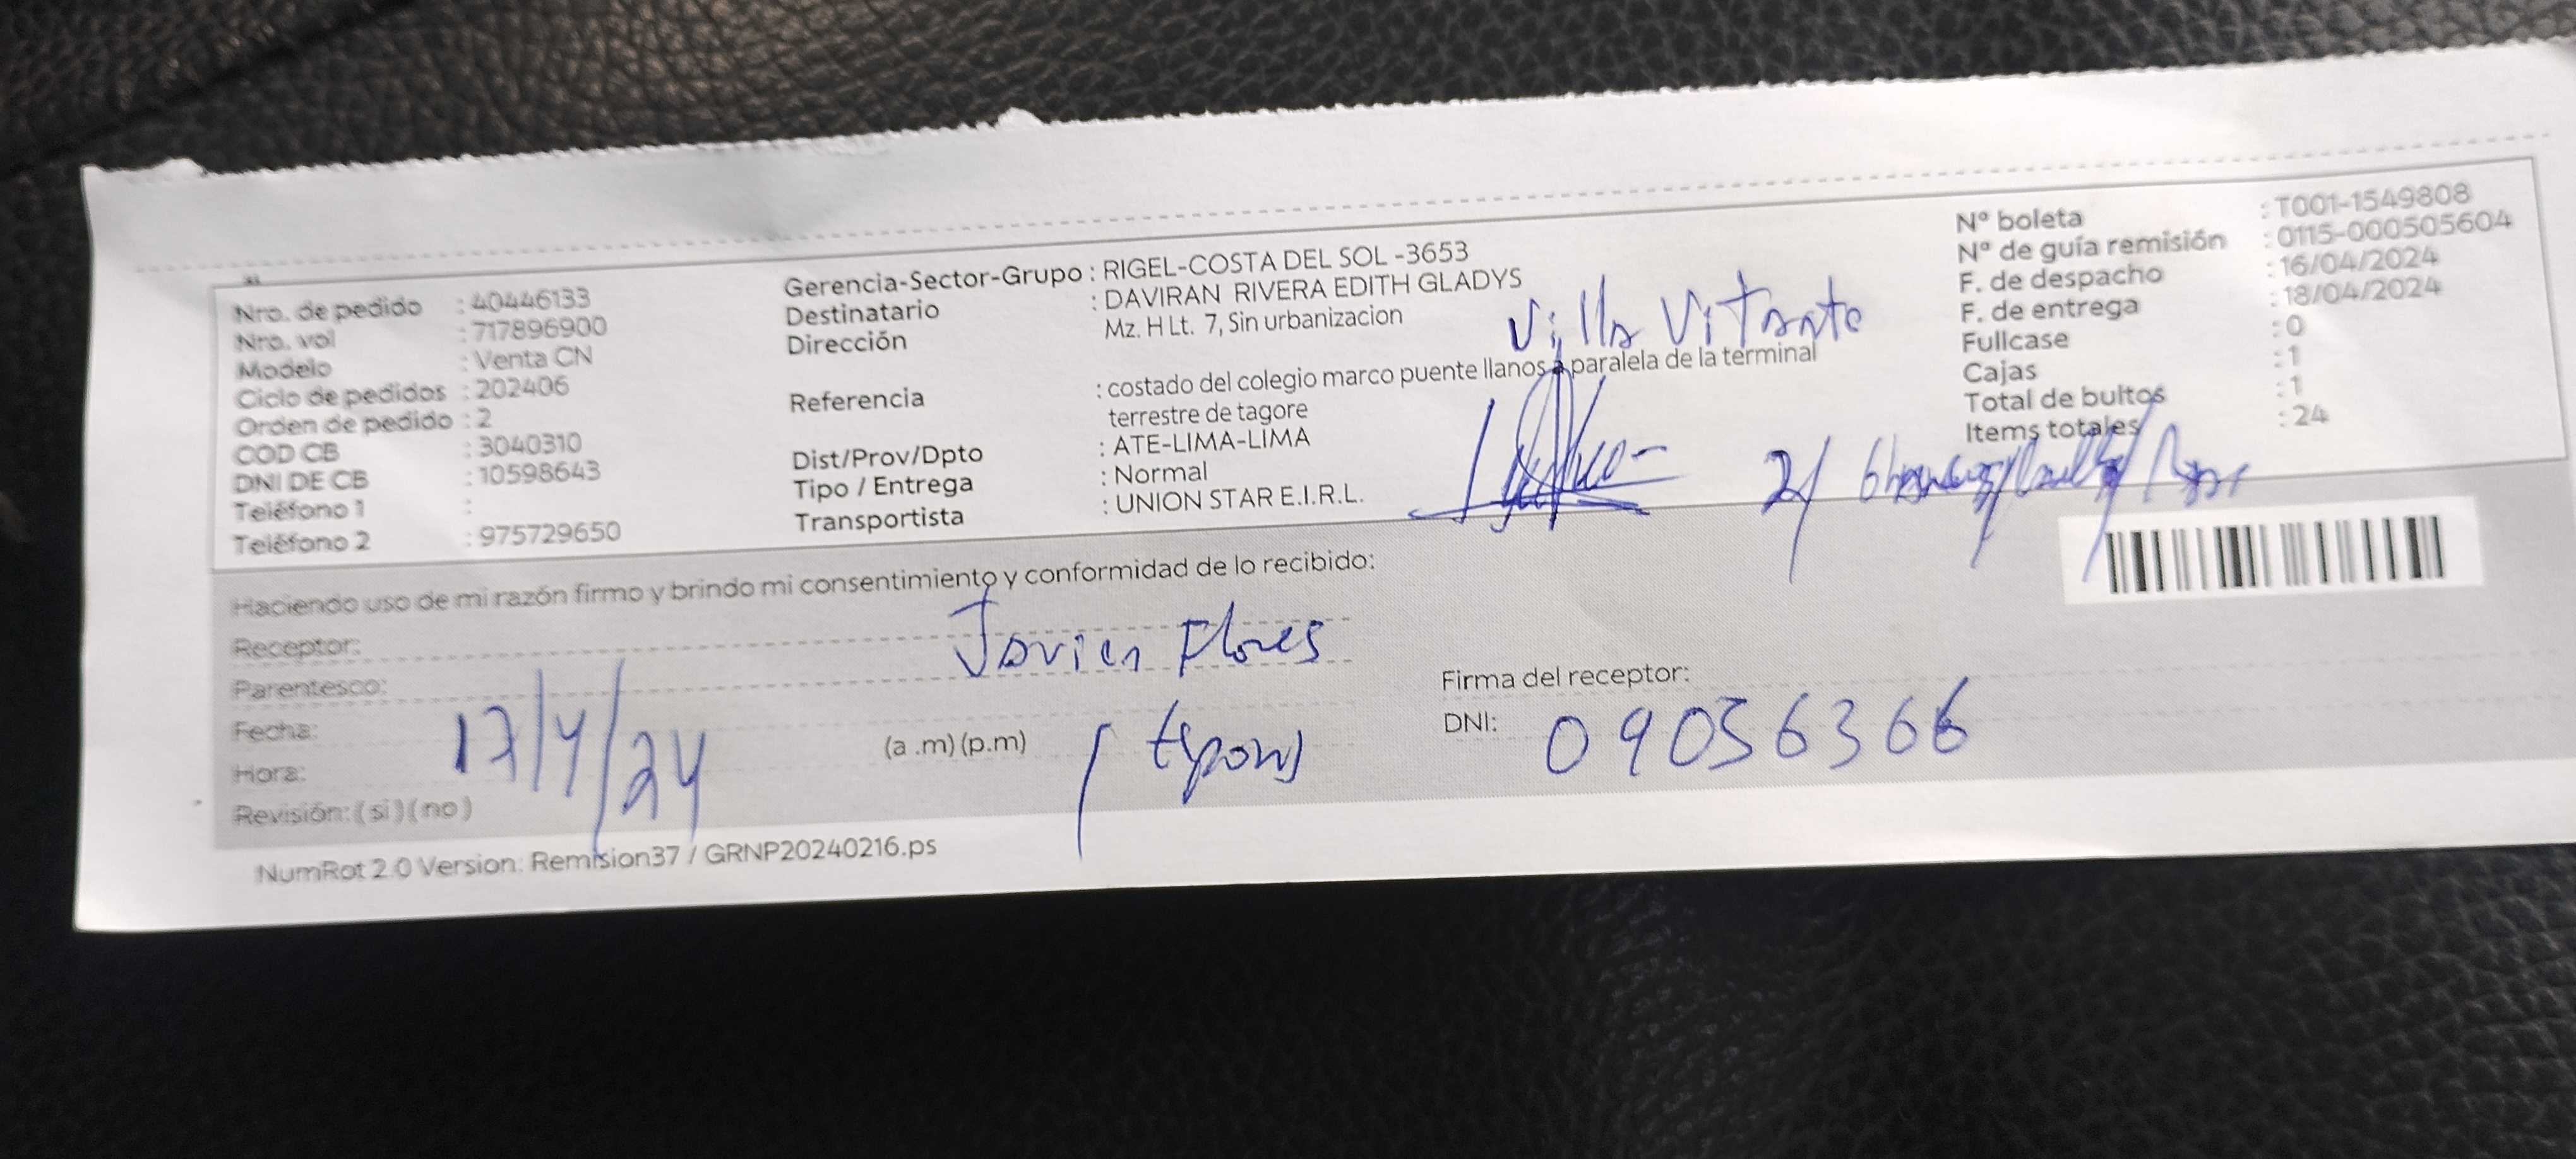 Nro. de pedido : 40446133
Nro. vol : 717896900
Modelo : Venta CN
Ciclo de pedidos : 202406
Orden de pedido : 2
COD CB : 3040310
DNI DE CB : 10598643
Teléfono 1 :
Teléfono 2 : 975729650
Gerencia-Sector-Grupo : RIGEL-COSTA DEL SOL -3653
Destinatario : DAVIRAN RIVERA EDITH GLADYS
Dirección Mz. H Lt. 7, Sin urbanizacion
Villa Vitarte
Referencia : costado del colegio marco puente llanos a paralela de la terminal
terrestre de tagore
Dist/Prov/Dpto : ATE-LIMA-LIMA
Tipo / Entrega : Normal
Transportista : UNION STAR E.I.R.L.
N° boleta : T001-1549808
N° de guía remisión : 0115-000505604
F. de despacho : 16/04/2024
F. de entrega : 18/04/2024
Fullcase : 0
Cajas : 1
Total de bultos : 1
Items totales : 24
Haciendo uso de mi razón firmo y brindo mi consentimiento y conformidad de lo recibido:
Receptor: Javier Flores
Parentesco:
Fecha: 17/4/24
Hora: (a .m) (p.m)
Revisión: ( si ) ( no )
Firma del receptor:
DNI: 09056366
NumRot 2.0 Version: Remision37 / GRNP20240216.ps